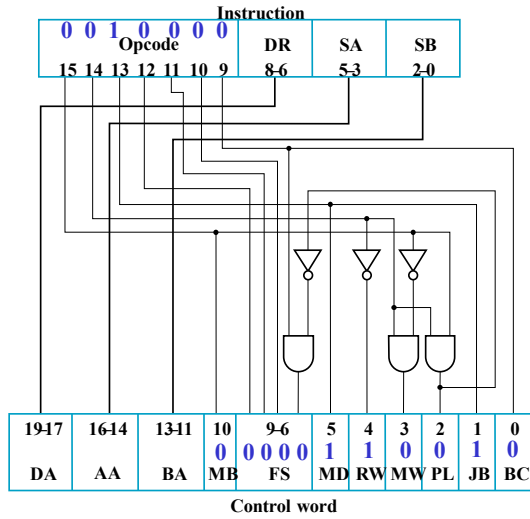 Instruction
0 0 1 0 0 0 0
Opcode DR SA SB
15 14 13 12 11 10 9 8–6 5–3 2–0
19-17 16-14 13-11 10 9–6 5 4 3 2 1 0
0 0 0 0 0 1 1 0 0 1 0
DA AA BA MB FS MD RW MW PL JB BC
Control word